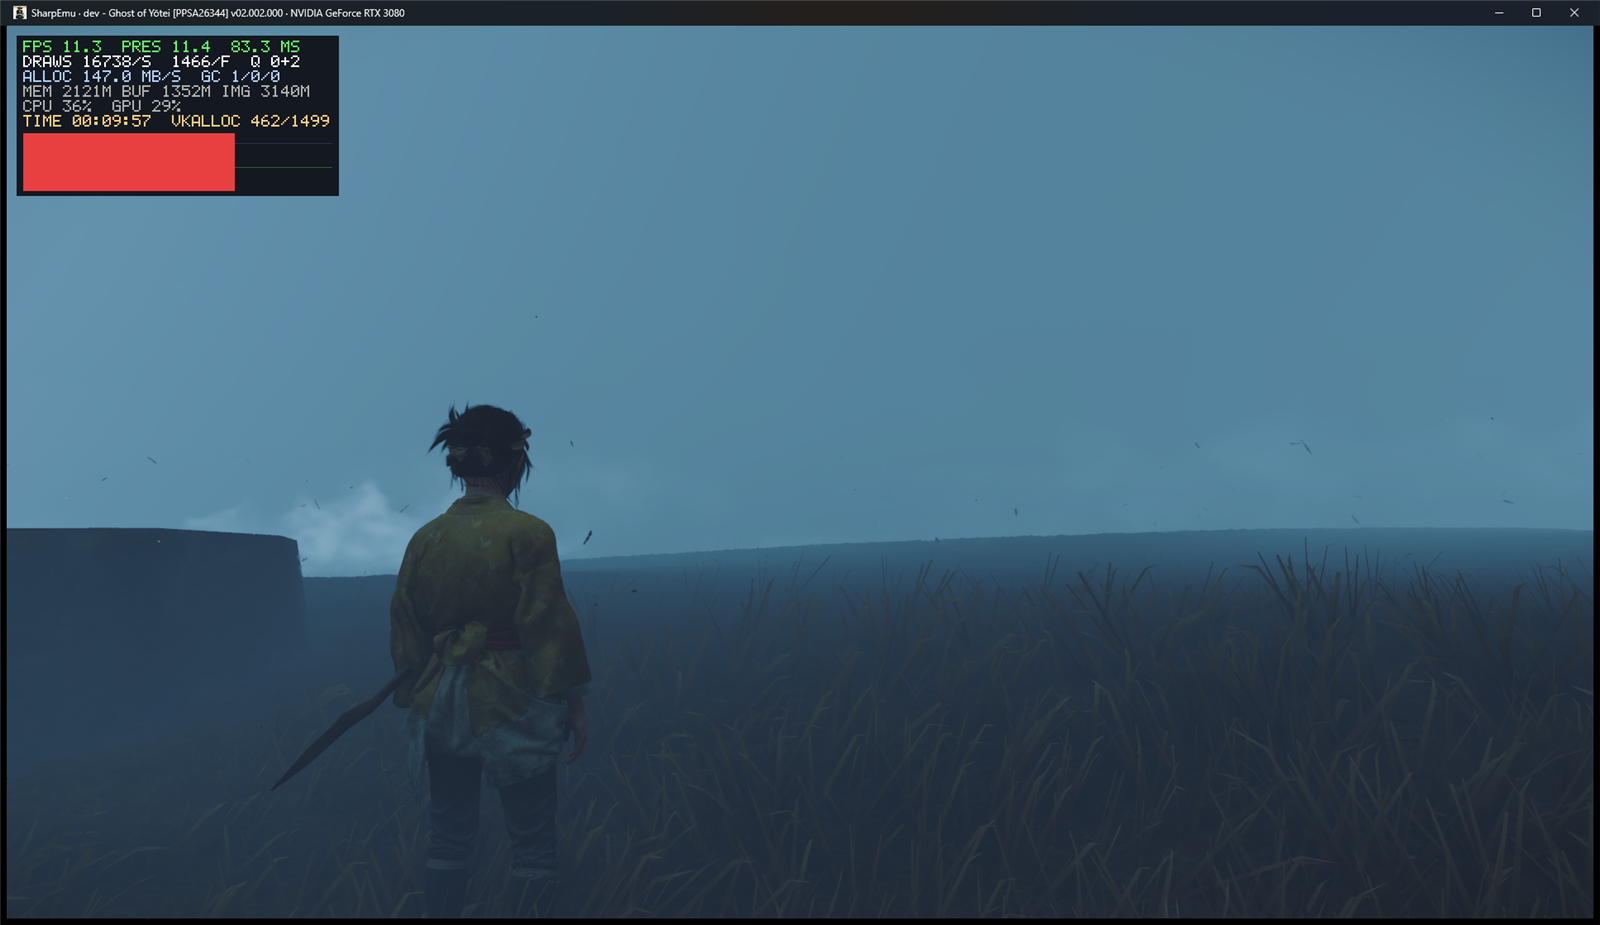 SharpEmu · dev - Ghost of Yōtei [PPSA26344] v02.002.000 · NVIDIA GeForce RTX 3080
FPS 11.3 PRES 11.4 83.3 MS
DRAWS 16738/S 1466/F Q 0+2
ALLOC 147.0 MB/S GC 1/0/0
MEM 2121M BUF 1352M IMG 3140M
CPU 36% GPU 29%
TIME 00:09:57 VKALLOC 462/1499